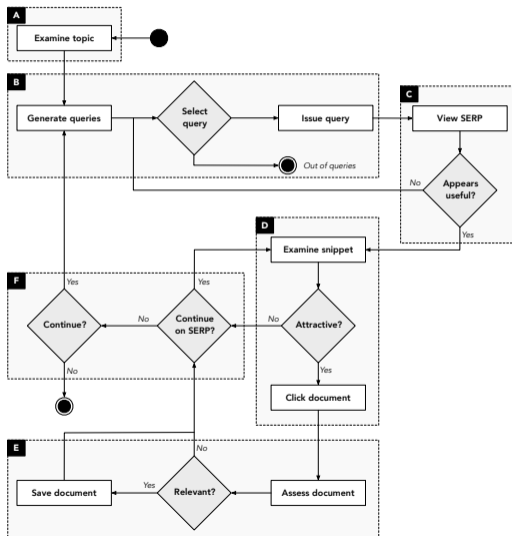 A
Examine topic
B
Generate queries
Select
query
Issue query
Out of queries
C
View SERP
Appears
useful?
No
Yes
D
Examine snippet
Attractive?
No
Yes
Click document
F
Continue?
Yes
No
Continue
on SERP?
Yes
No
E
Save document
Yes
Relevant?
No
Assess document